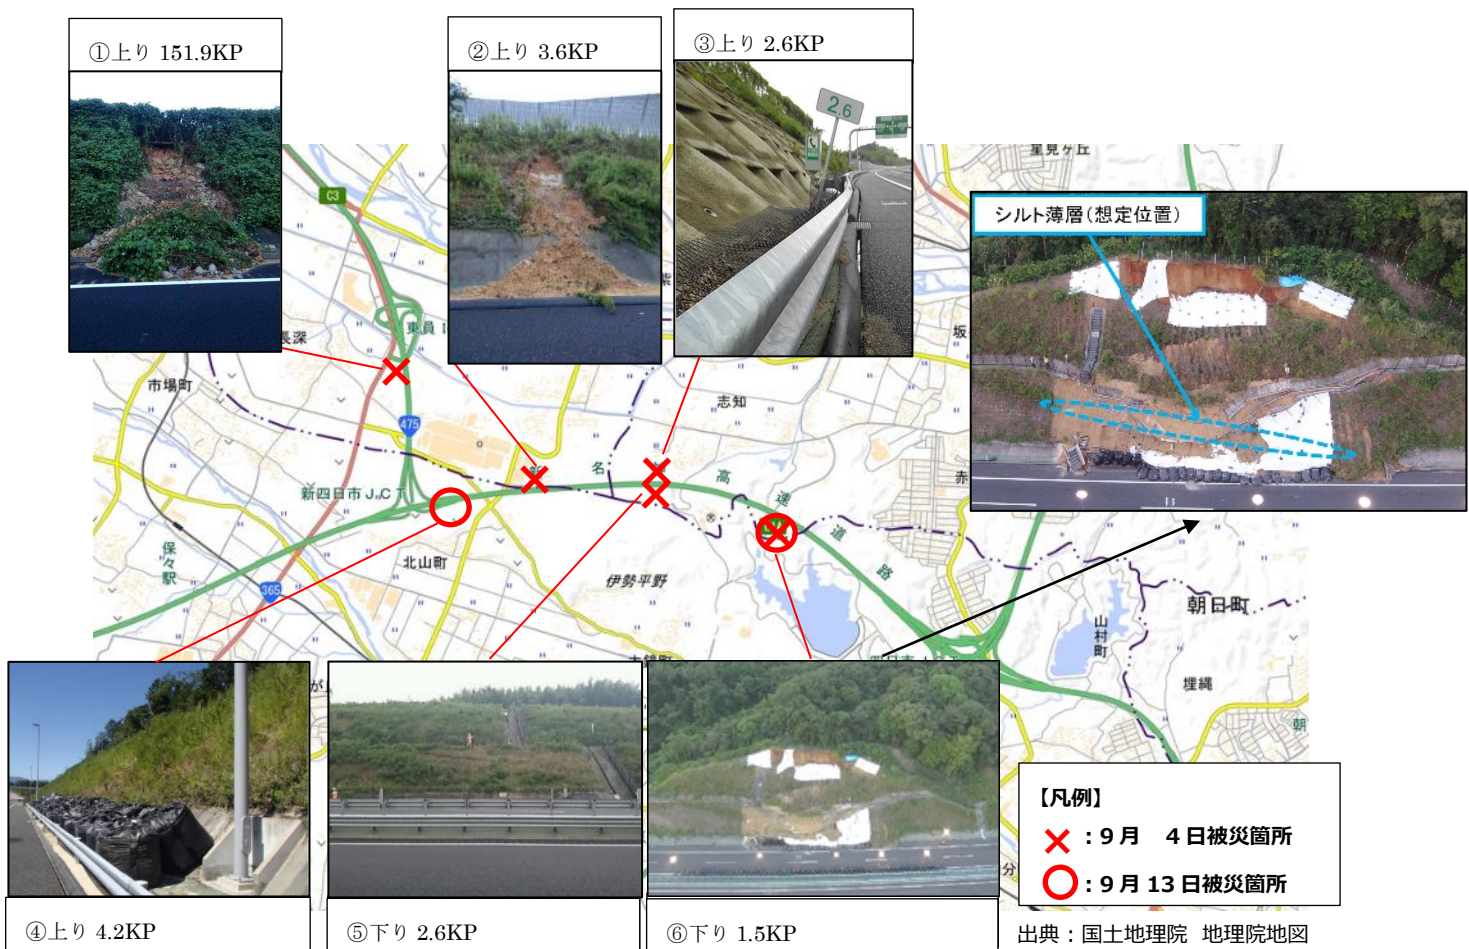 ①上り 151.9KP
②上り 3.6KP
③上り 2.6KP
2.6
星見ヶ丘
シルト薄層(想定位置)
C3
東員
長深
市場町
475
志知
新四日市JCT
新名
高速道路
保々駅
北山町
365
伊勢平野
朝日町
山村町
埋縄
朝
④上り 4.2KP
⑤下り 2.6KP
⑥下り 1.5KP
【凡例】
×:9月 4日被災箇所
○:9月13日被災箇所
出典:国土地理院 地理院地図